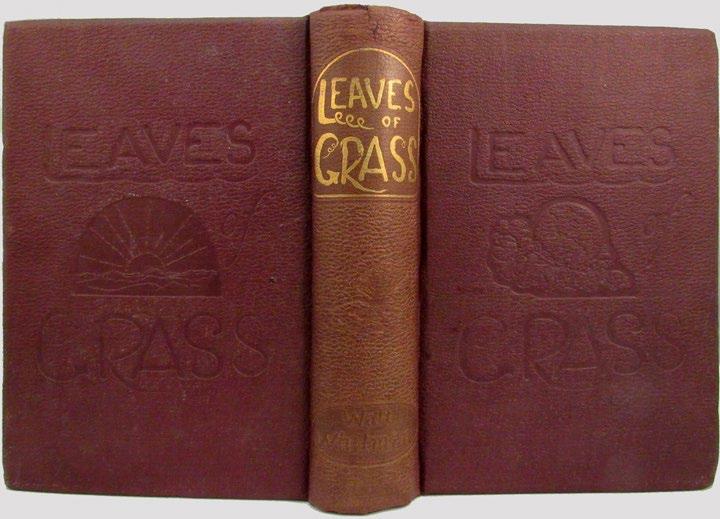 LEAVES
of
GRASS
LEAVES
OF
GRASS
Walt
Whitman
LEAVES
of
GRASS